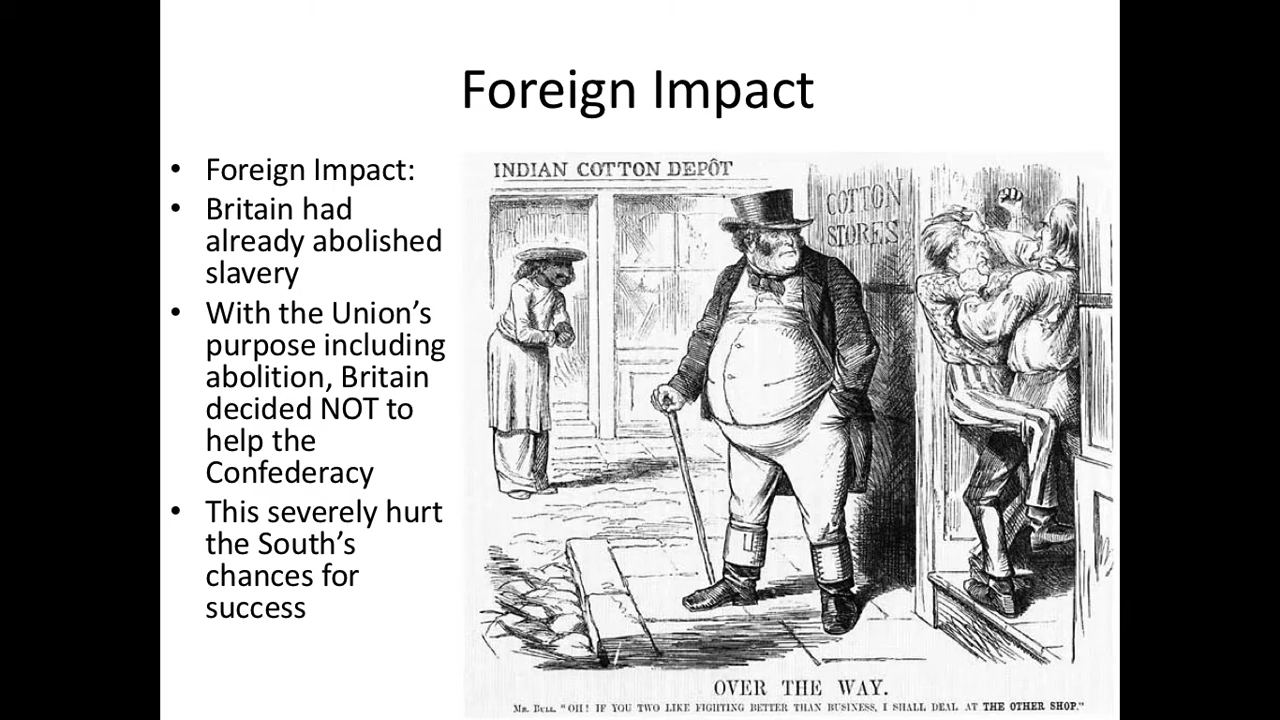 Foreign Impact
• Foreign Impact:
• Britain had
already abolished
slavery
• With the Union’s
purpose including
abolition, Britain
decided NOT to
help the
Confederacy
• This severely hurt
the South’s
chances for
success
INDIAN COTTON DEPÔT
COTTON
STORES
OVER THE WAY.
Mr. Bull. "OH! IF YOU TWO LIKE FIGHTING BETTER THAN BUSINESS, I SHALL DEAL AT THE OTHER SHOP."